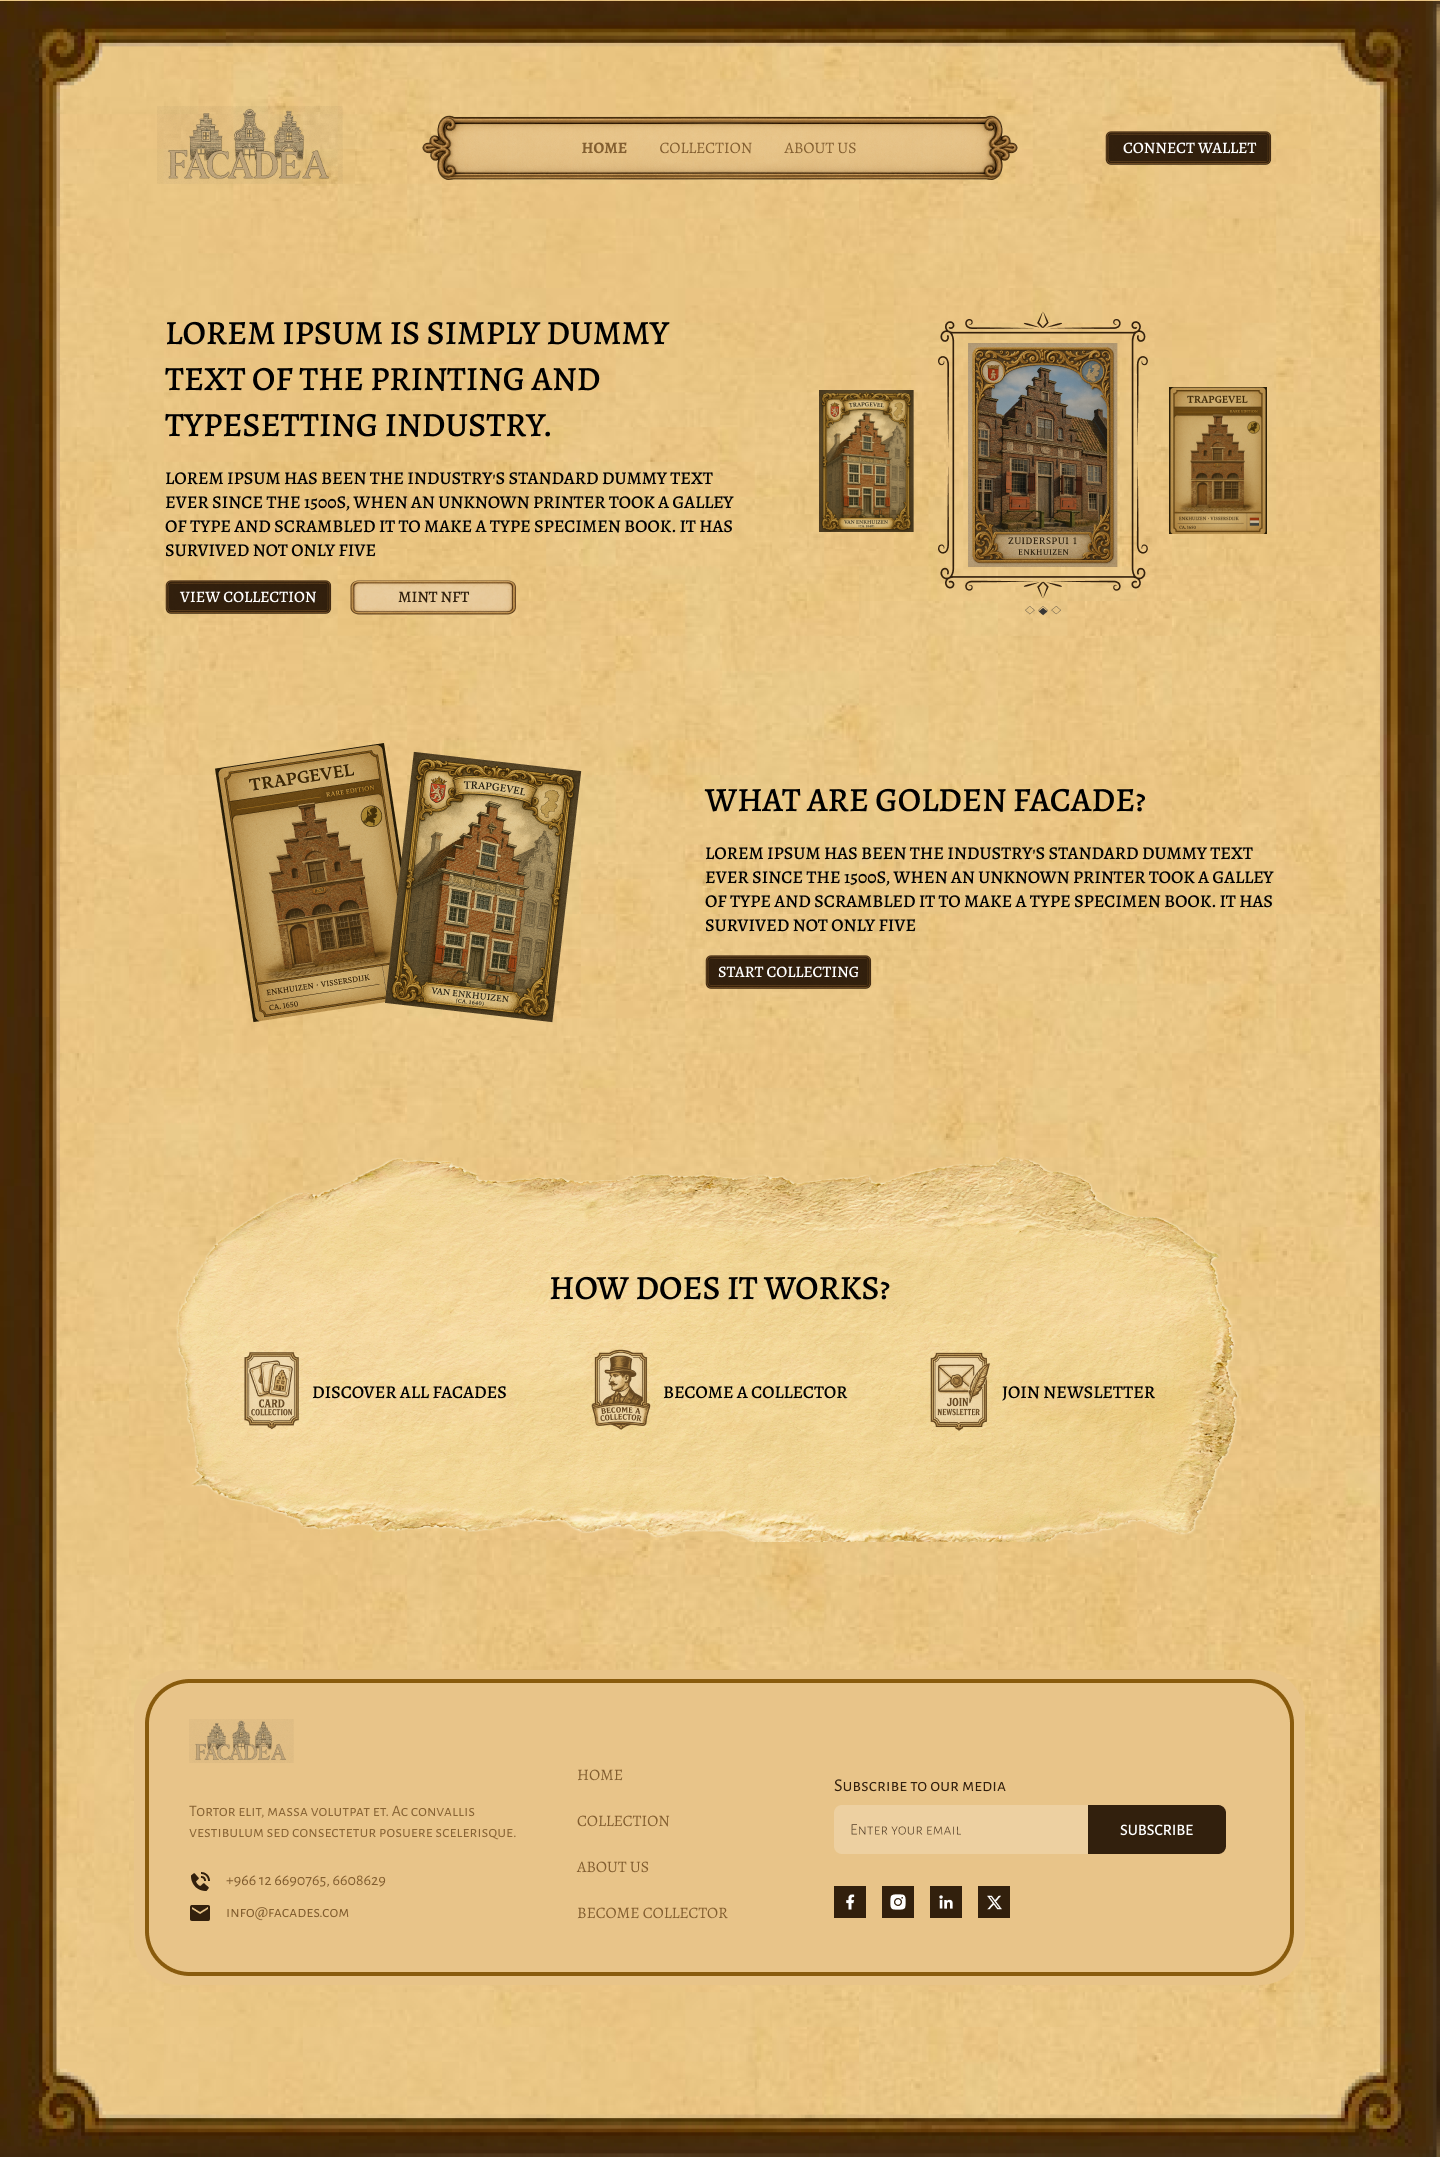 FACADEA
HOME COLLECTION ABOUT US
CONNECT WALLET
LOREM IPSUM IS SIMPLY DUMMY
TEXT OF THE PRINTING AND
TYPESETTING INDUSTRY.
LOREM IPSUM HAS BEEN THE INDUSTRY'S STANDARD DUMMY TEXT
EVER SINCE THE 1500S, WHEN AN UNKNOWN PRINTER TOOK A GALLEY
OF TYPE AND SCRAMBLED IT TO MAKE A TYPE SPECIMEN BOOK. IT HAS
SURVIVED NOT ONLY FIVE
VIEW COLLECTION
MINT NFT
TRAPGEVEL
VAN ENKHUIZEN
ZUIDERSPUI 1
ENKHUIZEN
TRAPGEVEL
RARE EDITION
ENKHUIZEN · VISSERSDIJK
CA. 1650
TRAPGEVEL
RARE EDITION
ENKHUIZEN · VISSERSDIJK
CA. 1650
TRAPGEVEL
VAN ENKHUIZEN
(CA. 1640)
WHAT ARE GOLDEN FACADE?
LOREM IPSUM HAS BEEN THE INDUSTRY'S STANDARD DUMMY TEXT
EVER SINCE THE 1500S, WHEN AN UNKNOWN PRINTER TOOK A GALLEY
OF TYPE AND SCRAMBLED IT TO MAKE A TYPE SPECIMEN BOOK. IT HAS
SURVIVED NOT ONLY FIVE
START COLLECTING
HOW DOES IT WORKS?
CARD
COLLECTION
DISCOVER ALL FACADES
BECOME A
COLLECTOR
BECOME A COLLECTOR
JOIN
NEWSLETTER
JOIN NEWSLETTER
FACADEA
TORTOR ELIT, MASSA VOLUTPAT ET. AC CONVALLIS
VESTIBULUM SED CONSECTETUR POSUERE SCELERISQUE.
+966 12 6690765, 6608629
INFO@FACADES.COM
HOME
COLLECTION
ABOUT US
BECOME COLLECTOR
SUBSCRIBE TO OUR MEDIA
ENTER YOUR EMAIL
SUBSCRIBE